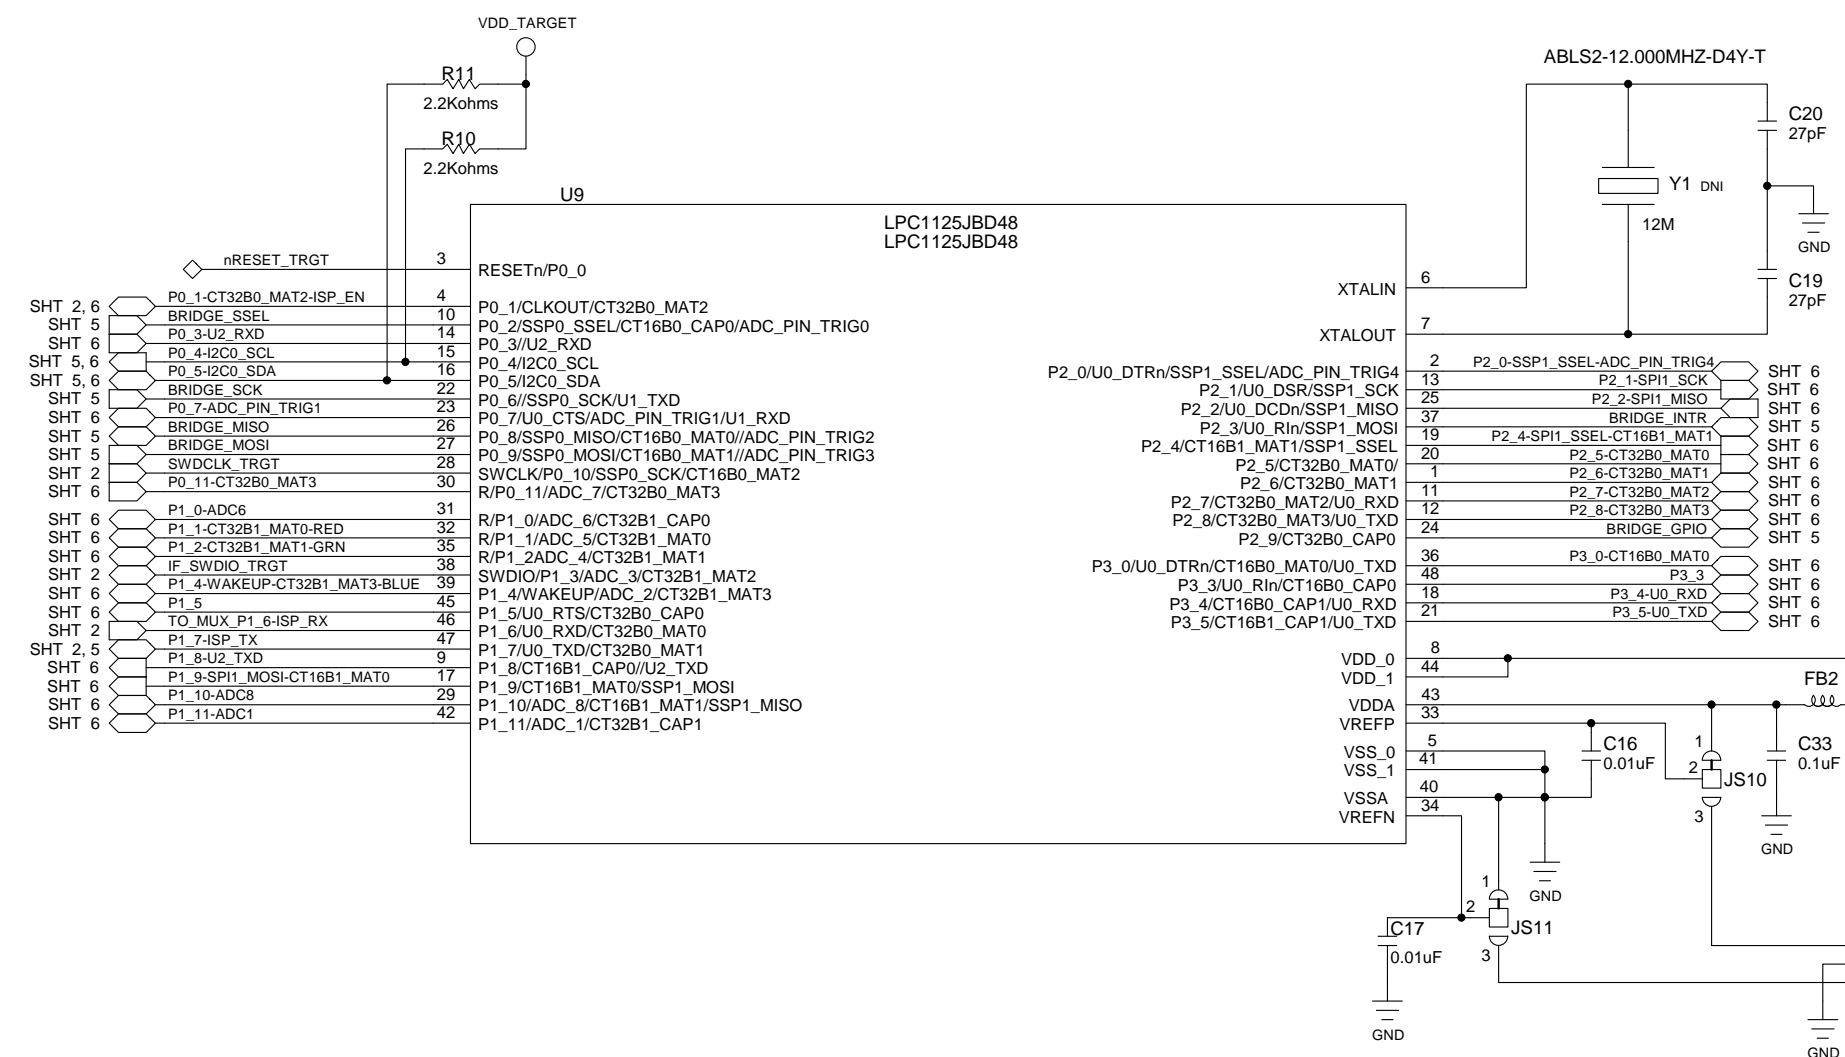 VDD_TARGET
R11
2.2Kohms
R10
2.2Kohms
ABLS2-12.000MHZ-D4Y-T
C20
27pF
Y1 DNI
12M
GND
C19
27pF
U9
LPC1125JBD48
LPC1125JBD48
nRESET_TRGT 3 RESETn/P0_0
SHT 2, 6 P0_1-CT32B0_MAT2-ISP_EN 4 P0_1/CLKOUT/CT32B0_MAT2
SHT 5 BRIDGE_SSEL 10 P0_2/SSP0_SSEL/CT16B0_CAP0/ADC_PIN_TRIG0
SHT 6 P0_3-U2_RXD 14 P0_3//U2_RXD
SHT 5, 6 P0_4-I2C0_SCL 15 P0_4/I2C0_SCL
SHT 5, 6 P0_5-I2C0_SDA 16 P0_5/I2C0_SDA
SHT 5 BRIDGE_SCK 22 P0_6//SSP0_SCK/U1_TXD
SHT 6 P0_7-ADC_PIN_TRIG1 23 P0_7/U0_CTS/ADC_PIN_TRIG1/U1_RXD
SHT 5 BRIDGE_MISO 26 P0_8/SSP0_MISO/CT16B0_MAT0//ADC_PIN_TRIG2
SHT 5 BRIDGE_MOSI 27 P0_9/SSP0_MOSI/CT16B0_MAT1//ADC_PIN_TRIG3
SHT 2 SWDCLK_TRGT 28 SWCLK/P0_10/SSP0_SCK/CT16B0_MAT2
SHT 6 P0_11-CT32B0_MAT3 30 R/P0_11/ADC_7/CT32B0_MAT3
SHT 6 P1_0-ADC6 31 R/P1_0/ADC_6/CT32B1_CAP0
SHT 6 P1_1-CT32B1_MAT0-RED 32 R/P1_1/ADC_5/CT32B1_MAT0
SHT 6 P1_2-CT32B1_MAT1-GRN 35 R/P1_2ADC_4/CT32B1_MAT1
SHT 2 IF_SWDIO_TRGT 38 SWDIO/P1_3/ADC_3/CT32B1_MAT2
SHT 6 P1_4-WAKEUP-CT32B1_MAT3-BLUE 39 P1_4/WAKEUP/ADC_2/CT32B1_MAT3
SHT 6 P1_5 45 P1_5/U0_RTS/CT32B0_CAP0
SHT 2 TO_MUX_P1_6-ISP_RX 46 P1_6/U0_RXD/CT32B0_MAT0
SHT 2, 5 P1_7-ISP_TX 47 P1_7/U0_TXD/CT32B0_MAT1
SHT 6 P1_8-U2_TXD 9 P1_8/CT16B1_CAP0//U2_TXD
SHT 6 P1_9-SPI1_MOSI-CT16B1_MAT0 17 P1_9/CT16B1_MAT0/SSP1_MOSI
SHT 6 P1_10-ADC8 29 P1_10/ADC_8/CT16B1_MAT1/SSP1_MISO
SHT 6 P1_11-ADC1 42 P1_11/ADC_1/CT32B1_CAP1
XTALIN 6
XTALOUT 7
P2_0/U0_DTRn/SSP1_SSEL/ADC_PIN_TRIG4 2 P2_0-SSP1_SSEL-ADC_PIN_TRIG4 SHT 6
P2_1/U0_DSR/SSP1_SCK 13 P2_1-SPI1_SCK SHT 6
P2_2/U0_DCDn/SSP1_MISO 25 P2_2-SPI1_MISO SHT 6
P2_3/U0_RIn/SSP1_MOSI 37 BRIDGE_INTR SHT 5
P2_4/CT16B1_MAT1/SSP1_SSEL 19 P2_4-SPI1_SSEL-CT16B1_MAT1 SHT 6
P2_5/CT32B0_MAT0/ 20 P2_5-CT32B0_MAT0 SHT 6
P2_6/CT32B0_MAT1 1 P2_6-CT32B0_MAT1 SHT 6
P2_7/CT32B0_MAT2/U0_RXD 11 P2_7-CT32B0_MAT2 SHT 6
P2_8/CT32B0_MAT3/U0_TXD 12 P2_8-CT32B0_MAT3 SHT 6
P2_9/CT32B0_CAP0 24 BRIDGE_GPIO SHT 5
P3_0/U0_DTRn/CT16B0_MAT0/U0_TXD 36 P3_0-CT16B0_MAT0 SHT 6
P3_3/U0_RIn/CT16B0_CAP0 48 P3_3 SHT 6
P3_4/CT16B0_CAP1/U0_RXD 18 P3_4-U0_RXD SHT 6
P3_5/CT16B1_CAP1/U0_TXD 21 P3_5-U0_TXD SHT 6
VDD_0 8
VDD_1 44
VDDA 43
VREFP 33
VSS_0 5
VSS_1 41
VSSA 40
VREFN 34
FB2
C16
0.01uF
1
2
JS10
3
C33
0.1uF
GND
GND
1
2
JS11
3
C17
0.01uF
GND
GND